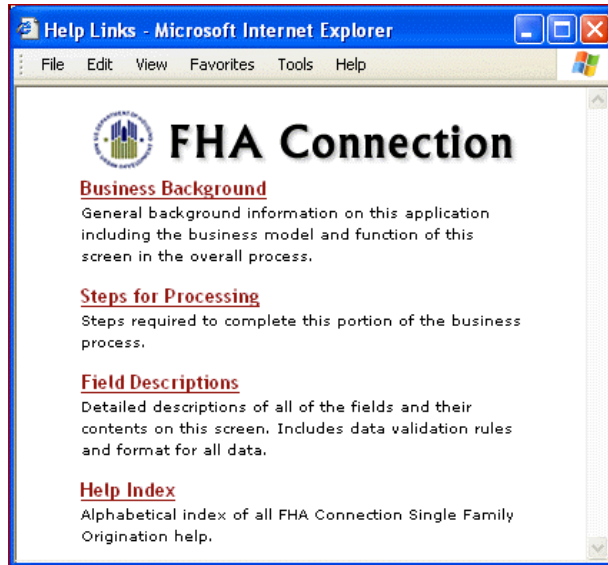 Help Links - Microsoft Internet Explorer
File Edit View Favorites Tools Help
FHA Connection
Business Background
General background information on this application
including the business model and function of this
screen in the overall process.
Steps for Processing
Steps required to complete this portion of the business
process.
Field Descriptions
Detailed descriptions of all of the fields and their
contents on this screen. Includes data validation rules
and format for all data.
Help Index
Alphabetical index of all FHA Connection Single Family
Origination help.